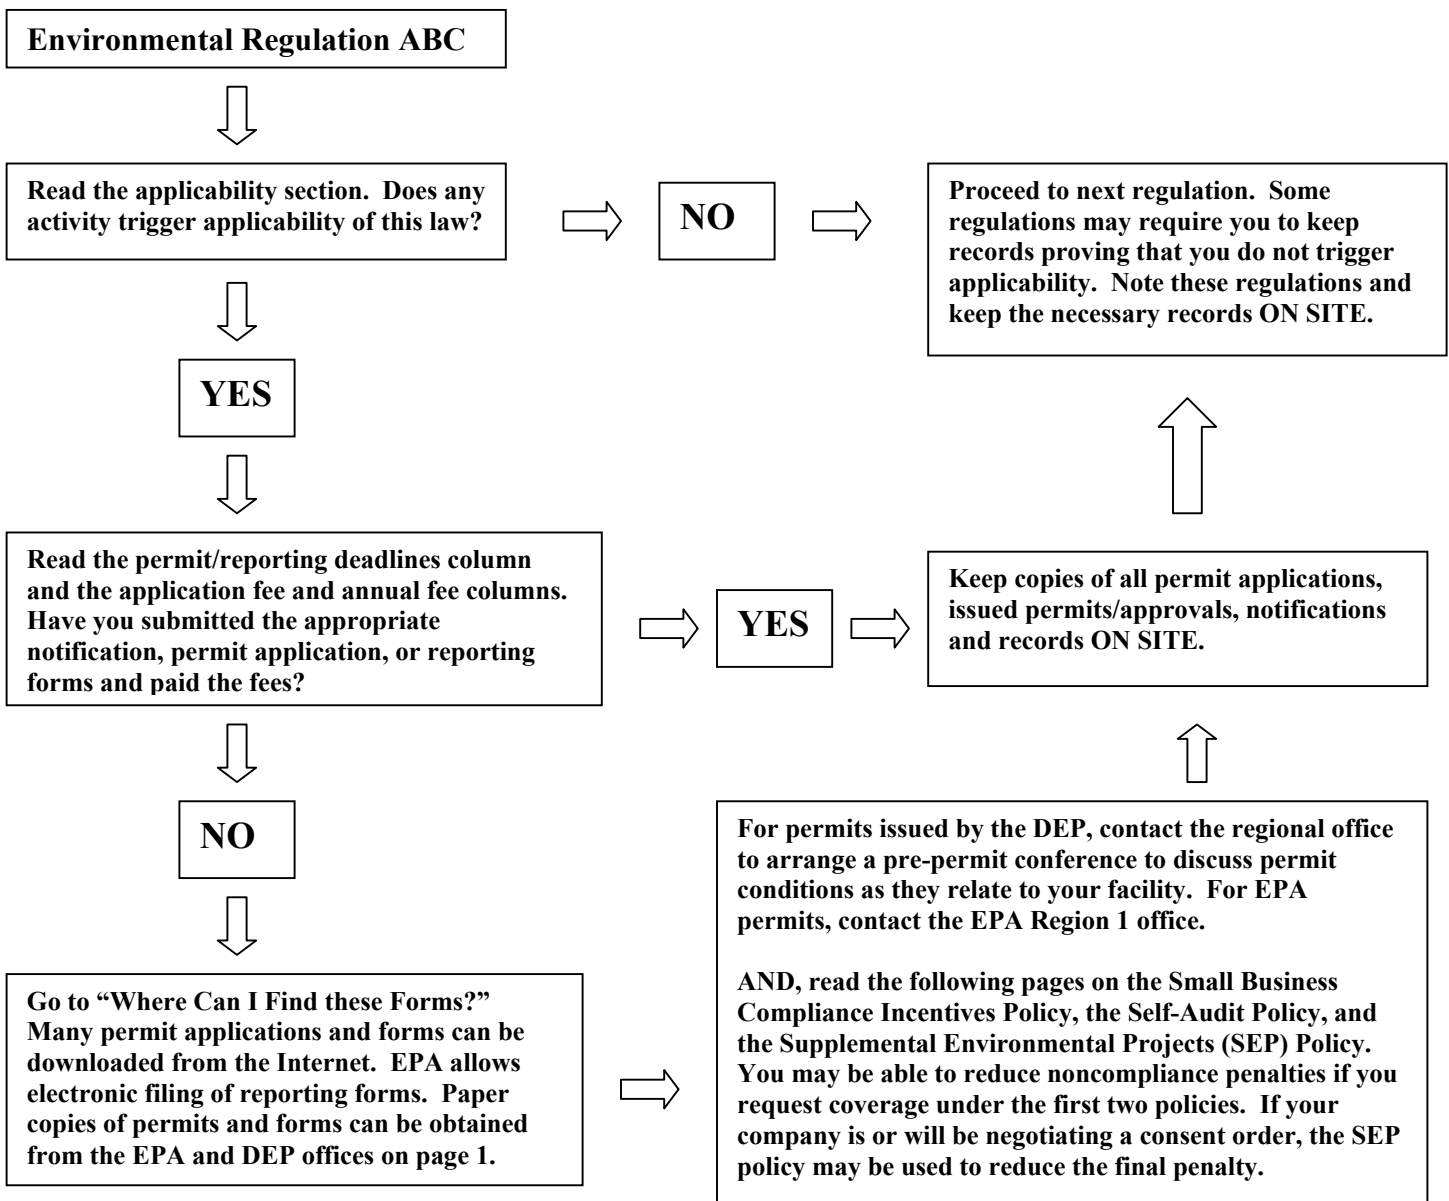 Environmental Regulation ABC
Read the applicability section. Does any
activity trigger applicability of this law?
NO
Proceed to next regulation. Some
regulations may require you to keep
records proving that you do not trigger
applicability. Note these regulations and
keep the necessary records ON SITE.
YES
Read the permit/reporting deadlines column
and the application fee and annual fee columns.
Have you submitted the appropriate
notification, permit application, or reporting
forms and paid the fees?
YES
Keep copies of all permit applications,
issued permits/approvals, notifications
and records ON SITE.
NO
Go to “Where Can I Find these Forms?”
Many permit applications and forms can be
downloaded from the Internet. EPA allows
electronic filing of reporting forms. Paper
copies of permits and forms can be obtained
from the EPA and DEP offices on page 1.
For permits issued by the DEP, contact the regional office
to arrange a pre-permit conference to discuss permit
conditions as they relate to your facility. For EPA
permits, contact the EPA Region 1 office.
AND, read the following pages on the Small Business
Compliance Incentives Policy, the Self-Audit Policy, and
the Supplemental Environmental Projects (SEP) Policy.
You may be able to reduce noncompliance penalties if you
request coverage under the first two policies. If your
company is or will be negotiating a consent order, the SEP
policy may be used to reduce the final penalty.